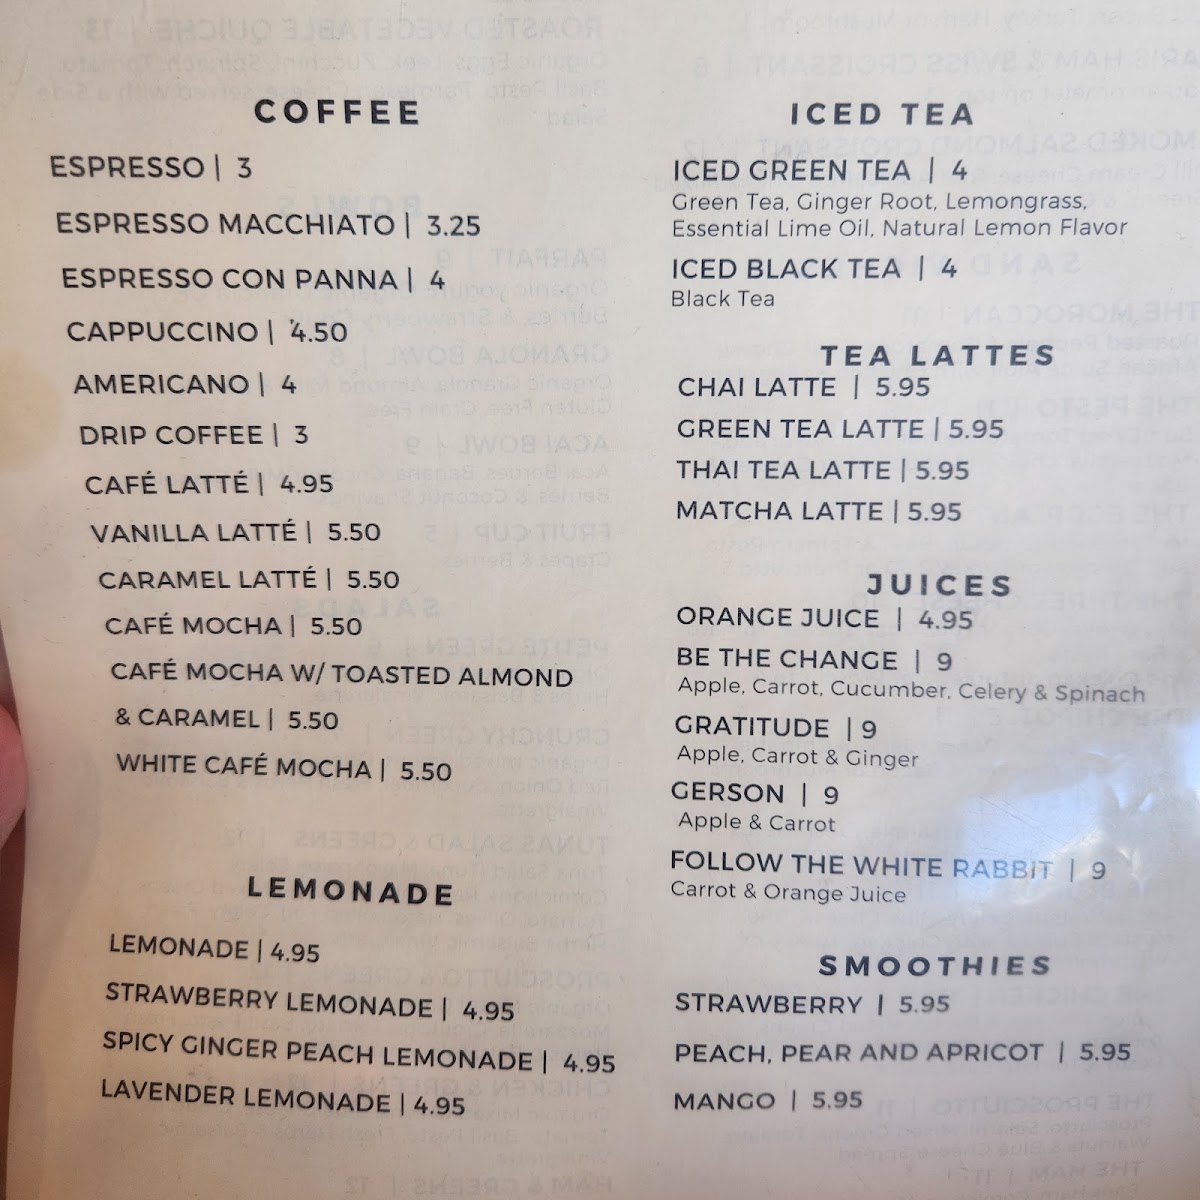 COFFEE
ESPRESSO | 3
ESPRESSO MACCHIATO | 3.25
ESPRESSO CON PANNA | 4
CAPPUCCINO | 4.50
AMERICANO | 4
DRIP COFFEE | 3
CAFÉ LATTÉ | 4.95
VANILLA LATTÉ | 5.50
CARAMEL LATTÉ | 5.50
CAFÉ MOCHA | 5.50
CAFÉ MOCHA W/ TOASTED ALMOND
& CARAMEL | 5.50
WHITE CAFÉ MOCHA | 5.50
LEMONADE
LEMONADE | 4.95
STRAWBERRY LEMONADE | 4.95
SPICY GINGER PEACH LEMONADE | 4.95
LAVENDER LEMONADE | 4.95
ICED TEA
ICED GREEN TEA | 4
Green Tea, Ginger Root, Lemongrass,
Essential Lime Oil, Natural Lemon Flavor
ICED BLACK TEA | 4
Black Tea
TEA LATTES
CHAI LATTE | 5.95
GREEN TEA LATTE | 5.95
THAI TEA LATTE | 5.95
MATCHA LATTE | 5.95
JUICES
ORANGE JUICE | 4.95
BE THE CHANGE | 9
Apple, Carrot, Cucumber, Celery & Spinach
GRATITUDE | 9
Apple, Carrot & Ginger
GERSON | 9
Apple & Carrot
FOLLOW THE WHITE RABBIT | 9
Carrot & Orange Juice
SMOOTHIES
STRAWBERRY | 5.95
PEACH, PEAR AND APRICOT | 5.95
MANGO | 5.95